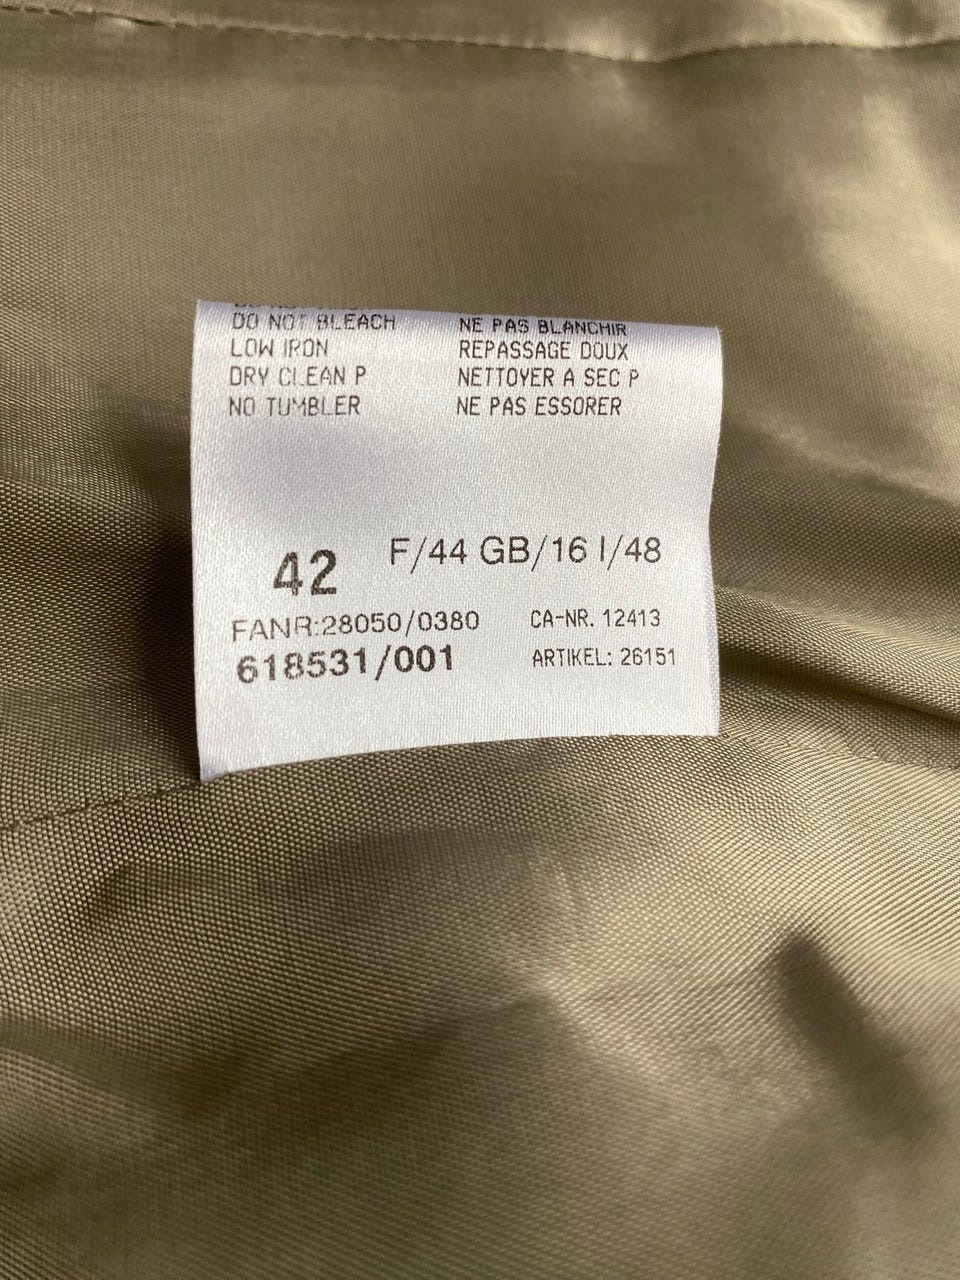 DO NOT BLEACH NE PAS BLANCHIR
LOW IRON REPASSAGE DOUX
DRY CLEAN P NETTOYER A SEC P
NO TUMBLER NE PAS ESSORER
42 F/44 GB/16 I/48
FANR:28050/0380 CA-NR. 12413
618531/001 ARTIKEL: 26151